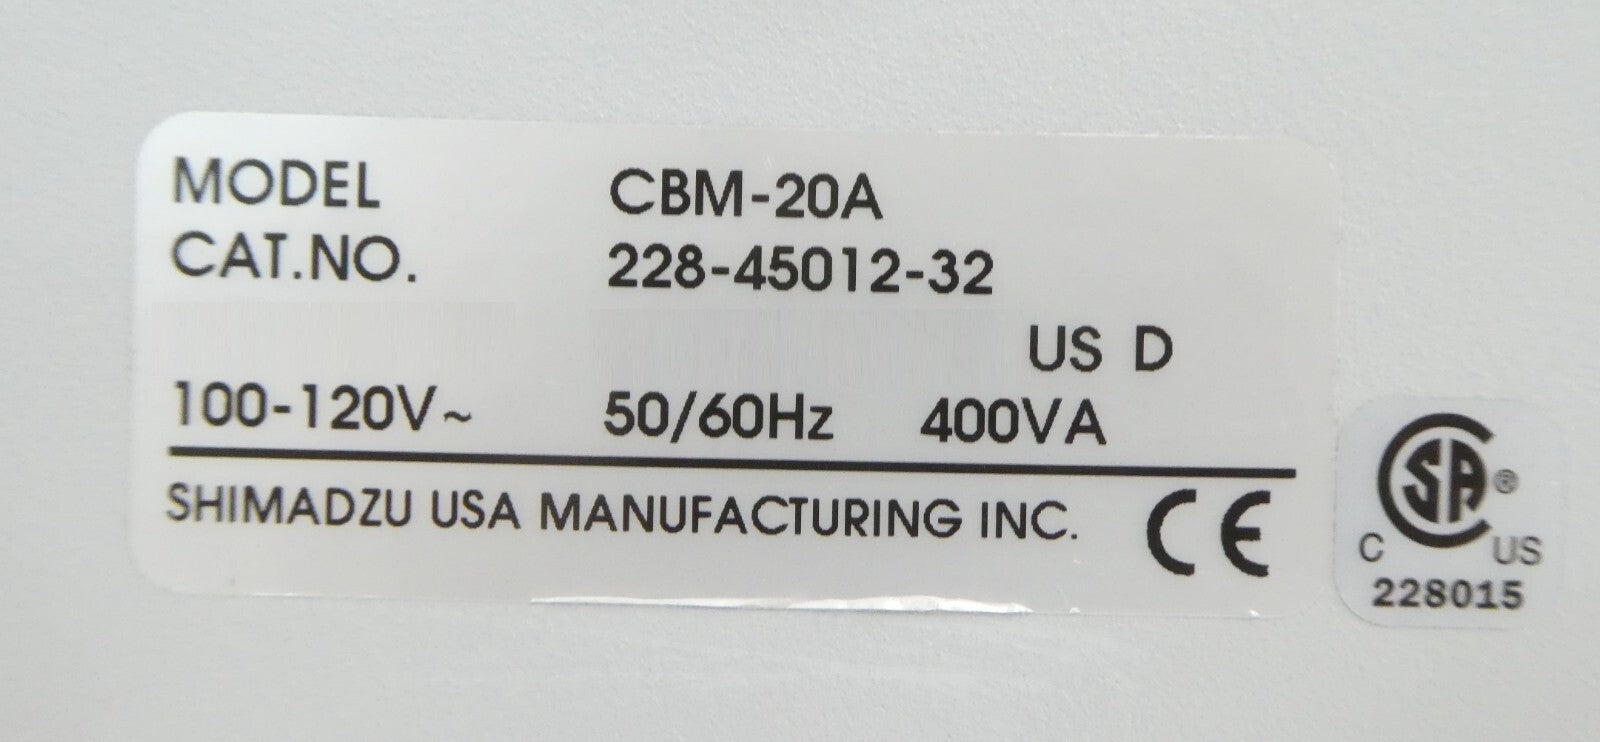 MODEL CBM-20A
CAT.NO. 228-45012-32
US D
100-120V~ 50/60Hz 400VA
SHIMADZU USA MANUFACTURING INC. CE
SA ®
C US
228015